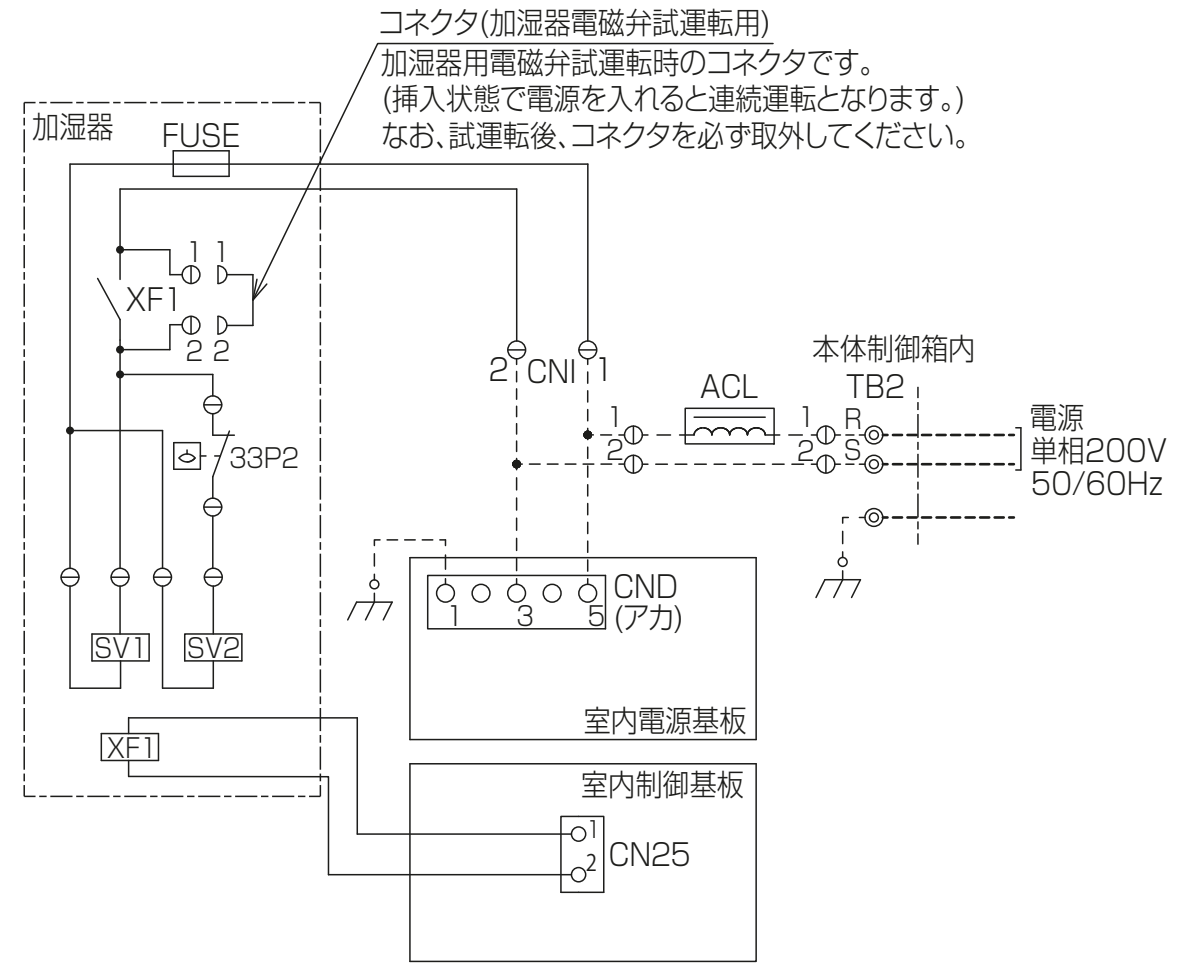 コネクタ(加湿器電磁弁試運転用)
加湿器用電磁弁試運転時のコネクタです。
(挿入状態で電源を入れると連続運転となります。)
なお、試運転後、コネクタを必ず取外してください。
加湿器
FUSE
1 1
XF1
2 2
2 CNI 1
本体制御箱内
ACL
TB2
1
1 R
2
2 S
電源
単相200V
50/60Hz
33P2
CND
(アカ)
1 3 5
SV1
SV2
室内電源基板
XF1
室内制御基板
1
2
CN25